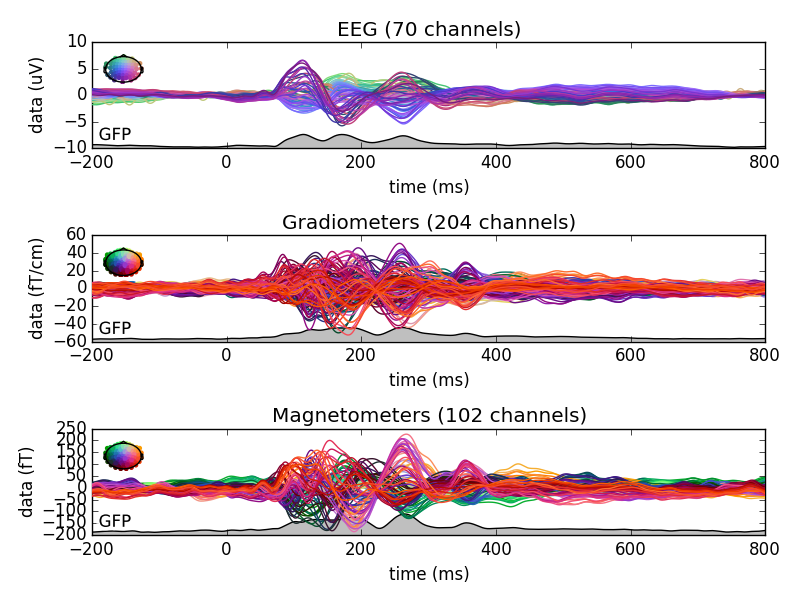 EEG (70 channels)
10
5
0
−5
−10
data (uV)
GFP
−200 0 200 400 600 800
time (ms)
Gradiometers (204 channels)
60
40
20
0
−20
−40
−60
data (fT/cm)
GFP
−200 0 200 400 600 800
time (ms)
Magnetometers (102 channels)
250
200
150
100
50
0
−50
−100
−150
−200
data (fT)
GFP
−200 0 200 400 600 800
time (ms)